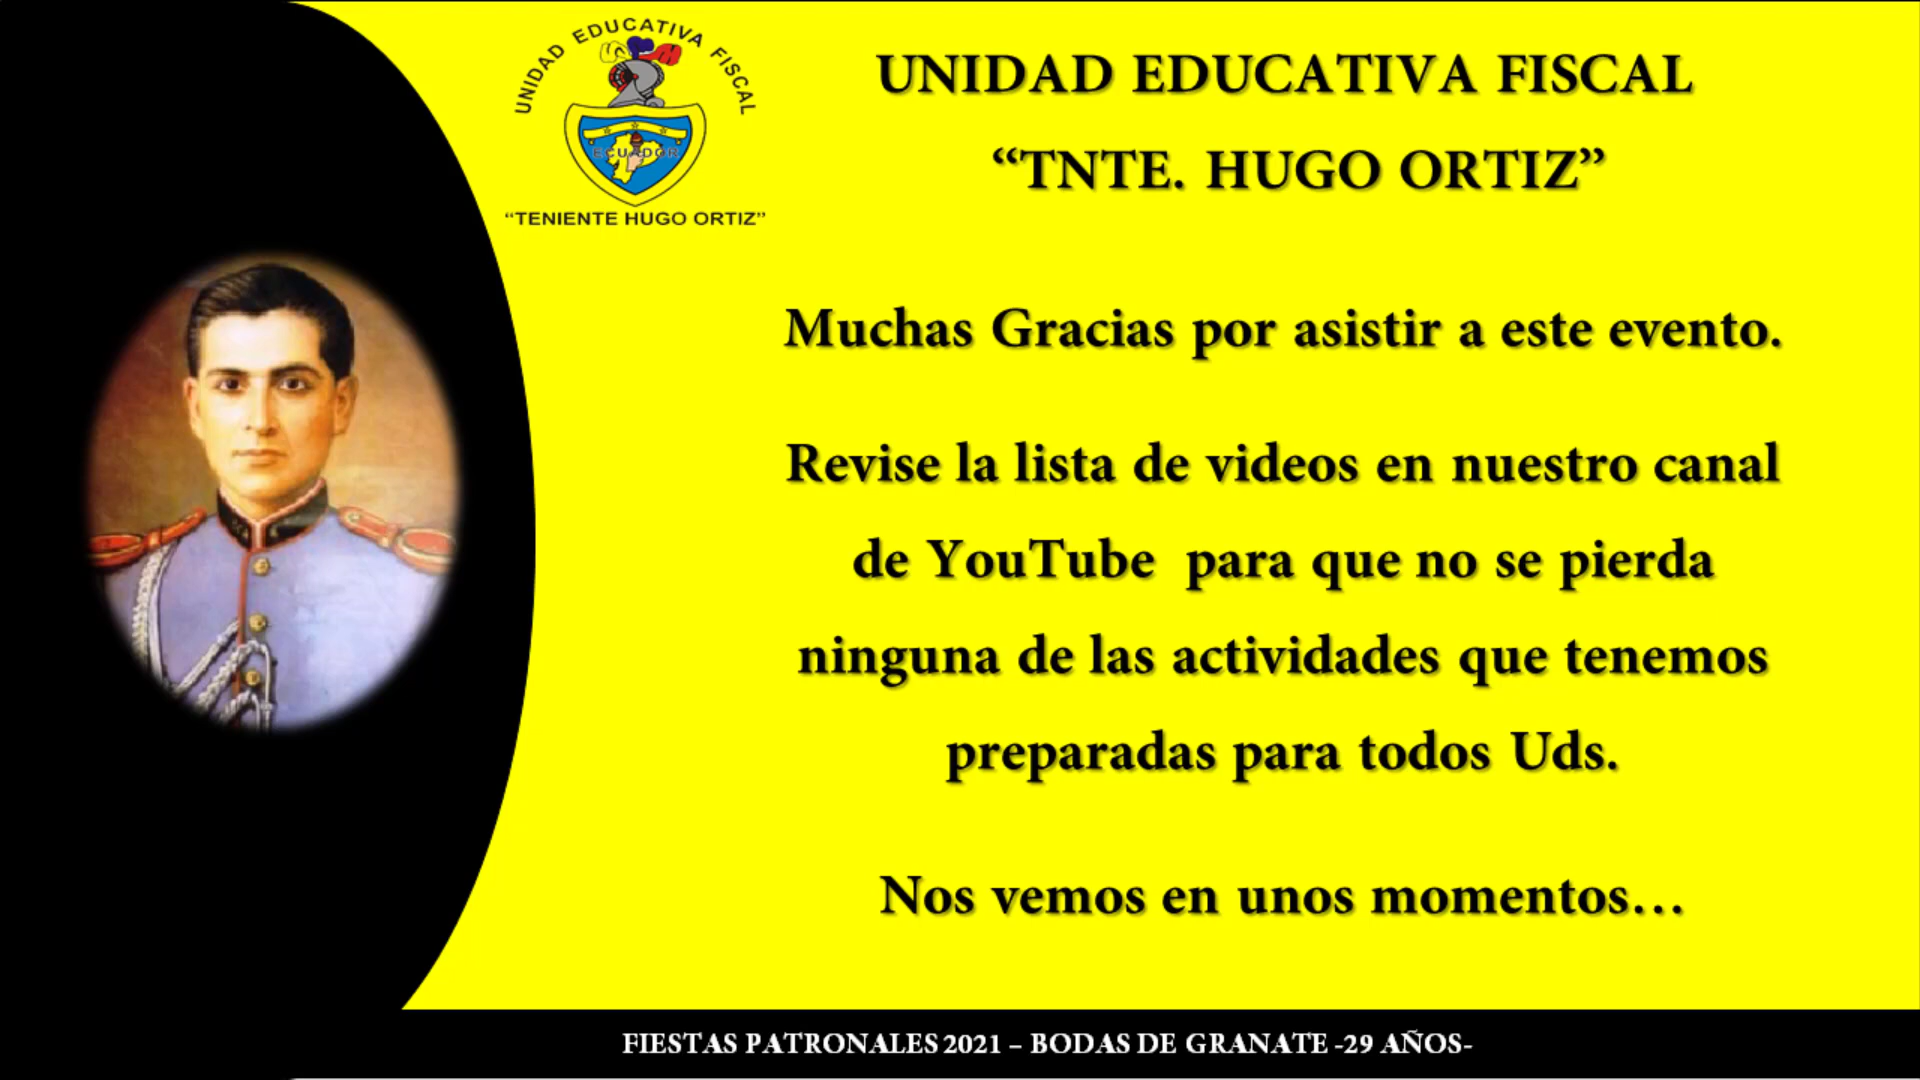 UNIDAD EDUCATIVA FISCAL
ECUADOR
“TENIENTE HUGO ORTIZ”
UNIDAD EDUCATIVA FISCAL
“TNTE. HUGO ORTIZ”
Muchas Gracias por asistir a este evento.
Revise la lista de videos en nuestro canal
de YouTube para que no se pierda
ninguna de las actividades que tenemos
preparadas para todos Uds.
Nos vemos en unos momentos…
FIESTAS PATRONALES 2021 – BODAS DE GRANATE -29 AÑOS-